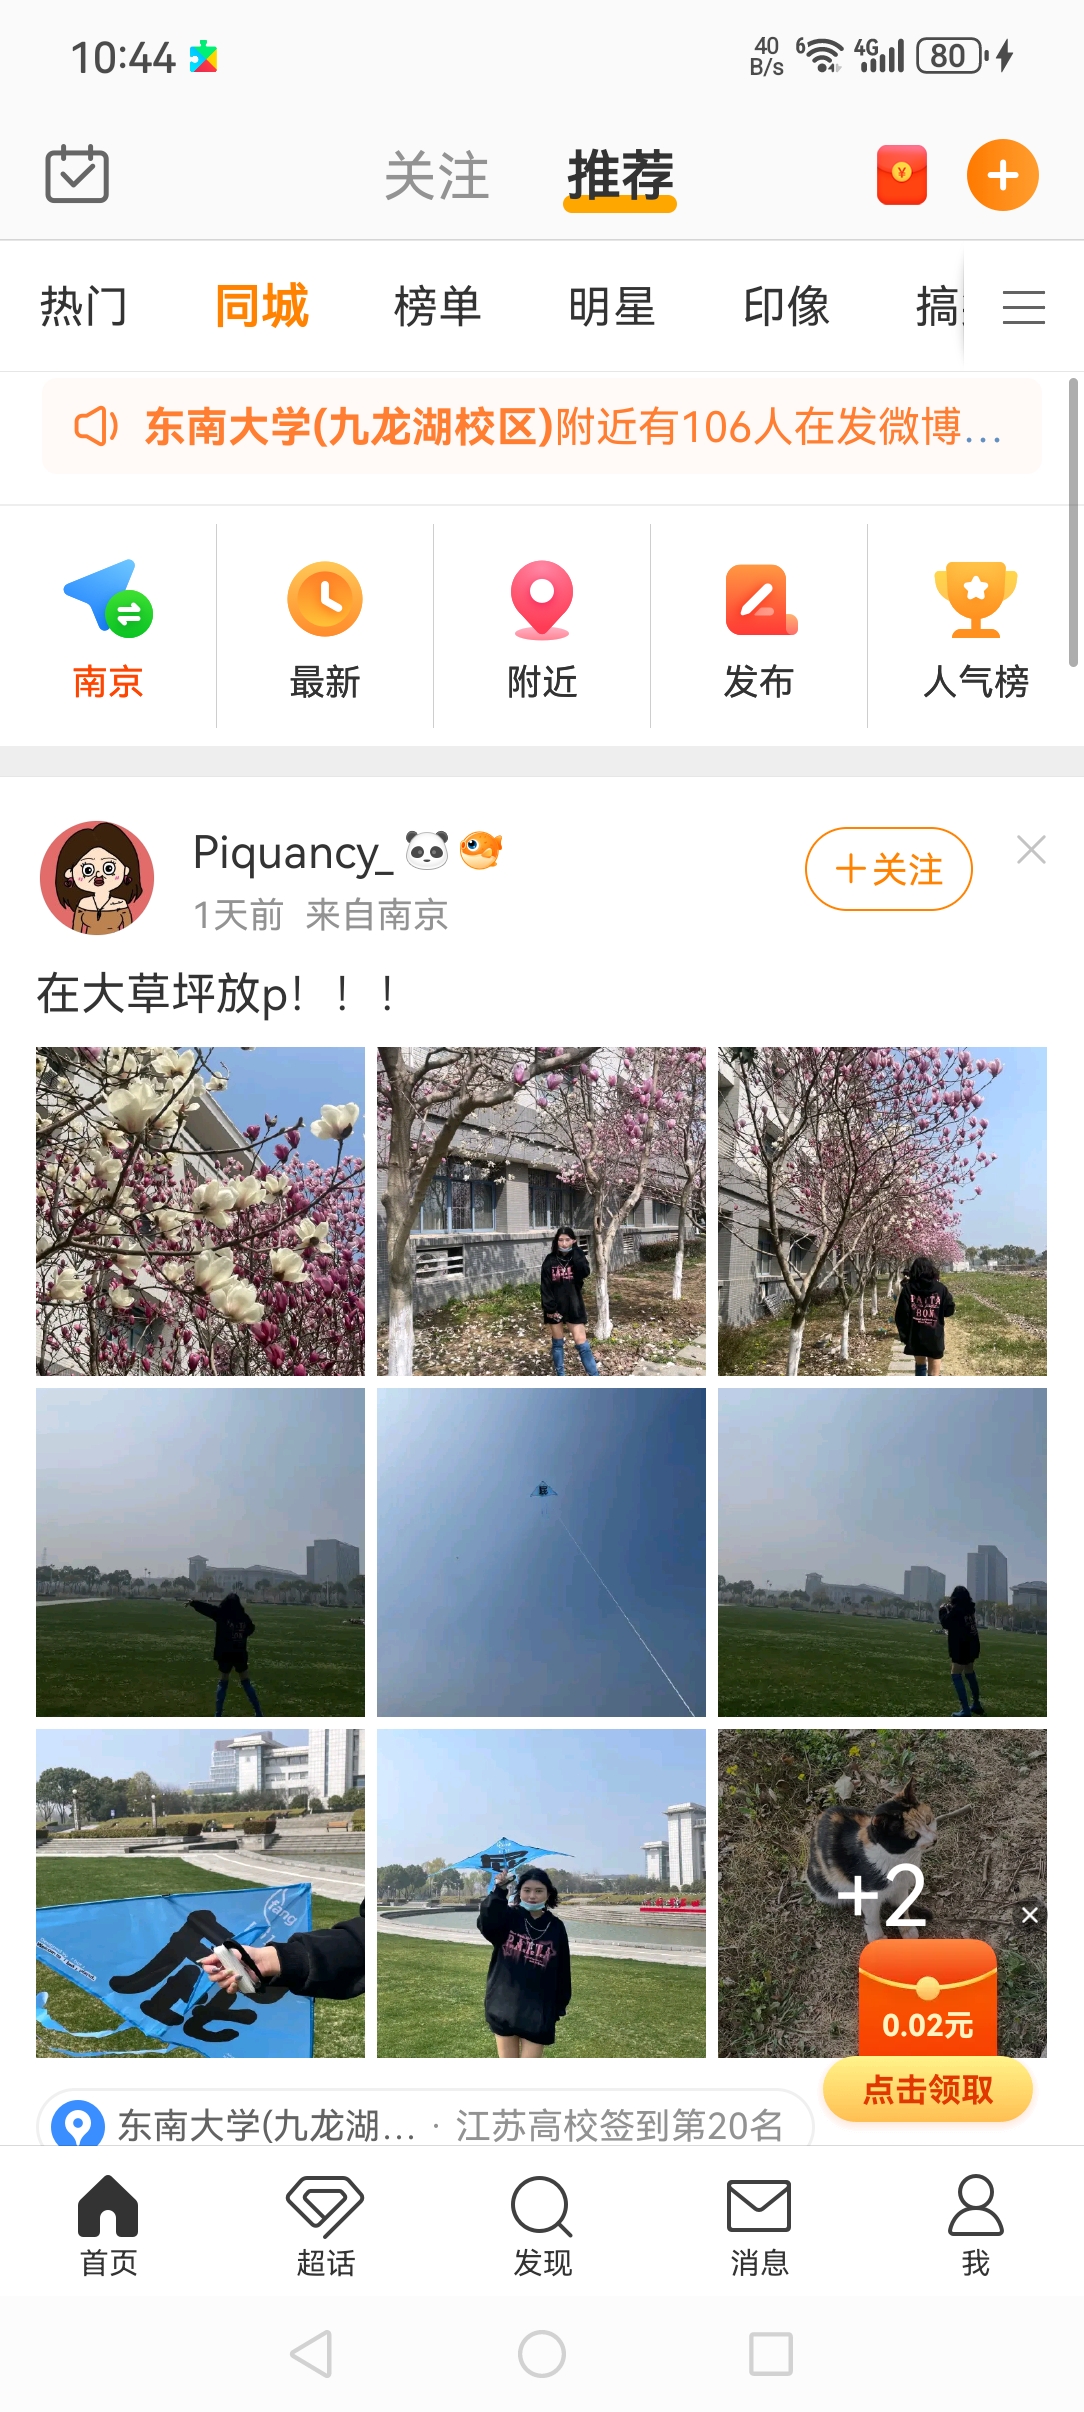 10:44
40 B/s
6
4G
80
关注
推荐
热门
同城
榜单
明星
印像
搞
东南大学(九龙湖校区)附近有106人在发微博...
南京
最新
附近
发布
人气榜
Piquancy_
+关注
1天前 来自南京
在大草坪放p！！！
+2
0.02元
点击领取
东南大学(九龙湖... · 江苏高校签到第20名
首页
超话
发现
消息
我